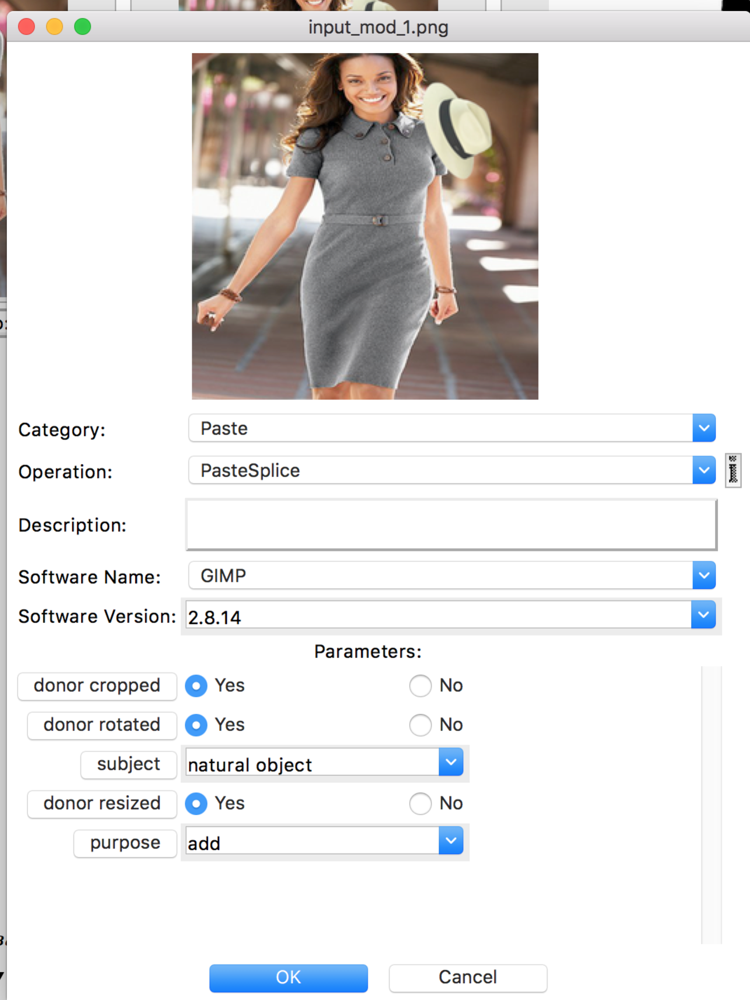 input_mod_1.png
Category: Paste
Operation: PasteSplice
Description:
Software Name: GIMP
Software Version: 2.8.14
Parameters:
donor cropped Yes No
donor rotated Yes No
subject natural object
donor resized Yes No
purpose add
OK Cancel